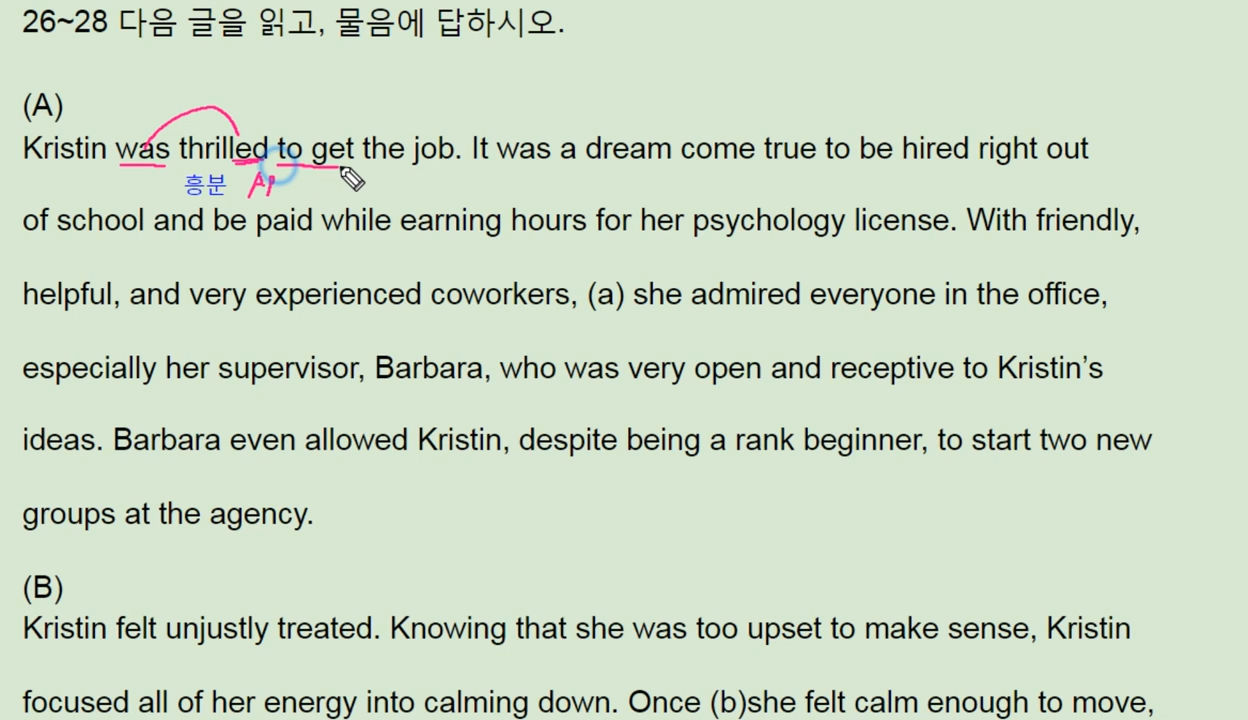 26~28 다음 글을 읽고, 물음에 답하시오.
(A)
Kristin was thrilled to get the job. It was a dream come true to be hired right out
흥분 AP
of school and be paid while earning hours for her psychology license. With friendly,
helpful, and very experienced coworkers, (a) she admired everyone in the office,
especially her supervisor, Barbara, who was very open and receptive to Kristin’s
ideas. Barbara even allowed Kristin, despite being a rank beginner, to start two new
groups at the agency.
(B)
Kristin felt unjustly treated. Knowing that she was too upset to make sense, Kristin
focused all of her energy into calming down. Once (b)she felt calm enough to move,